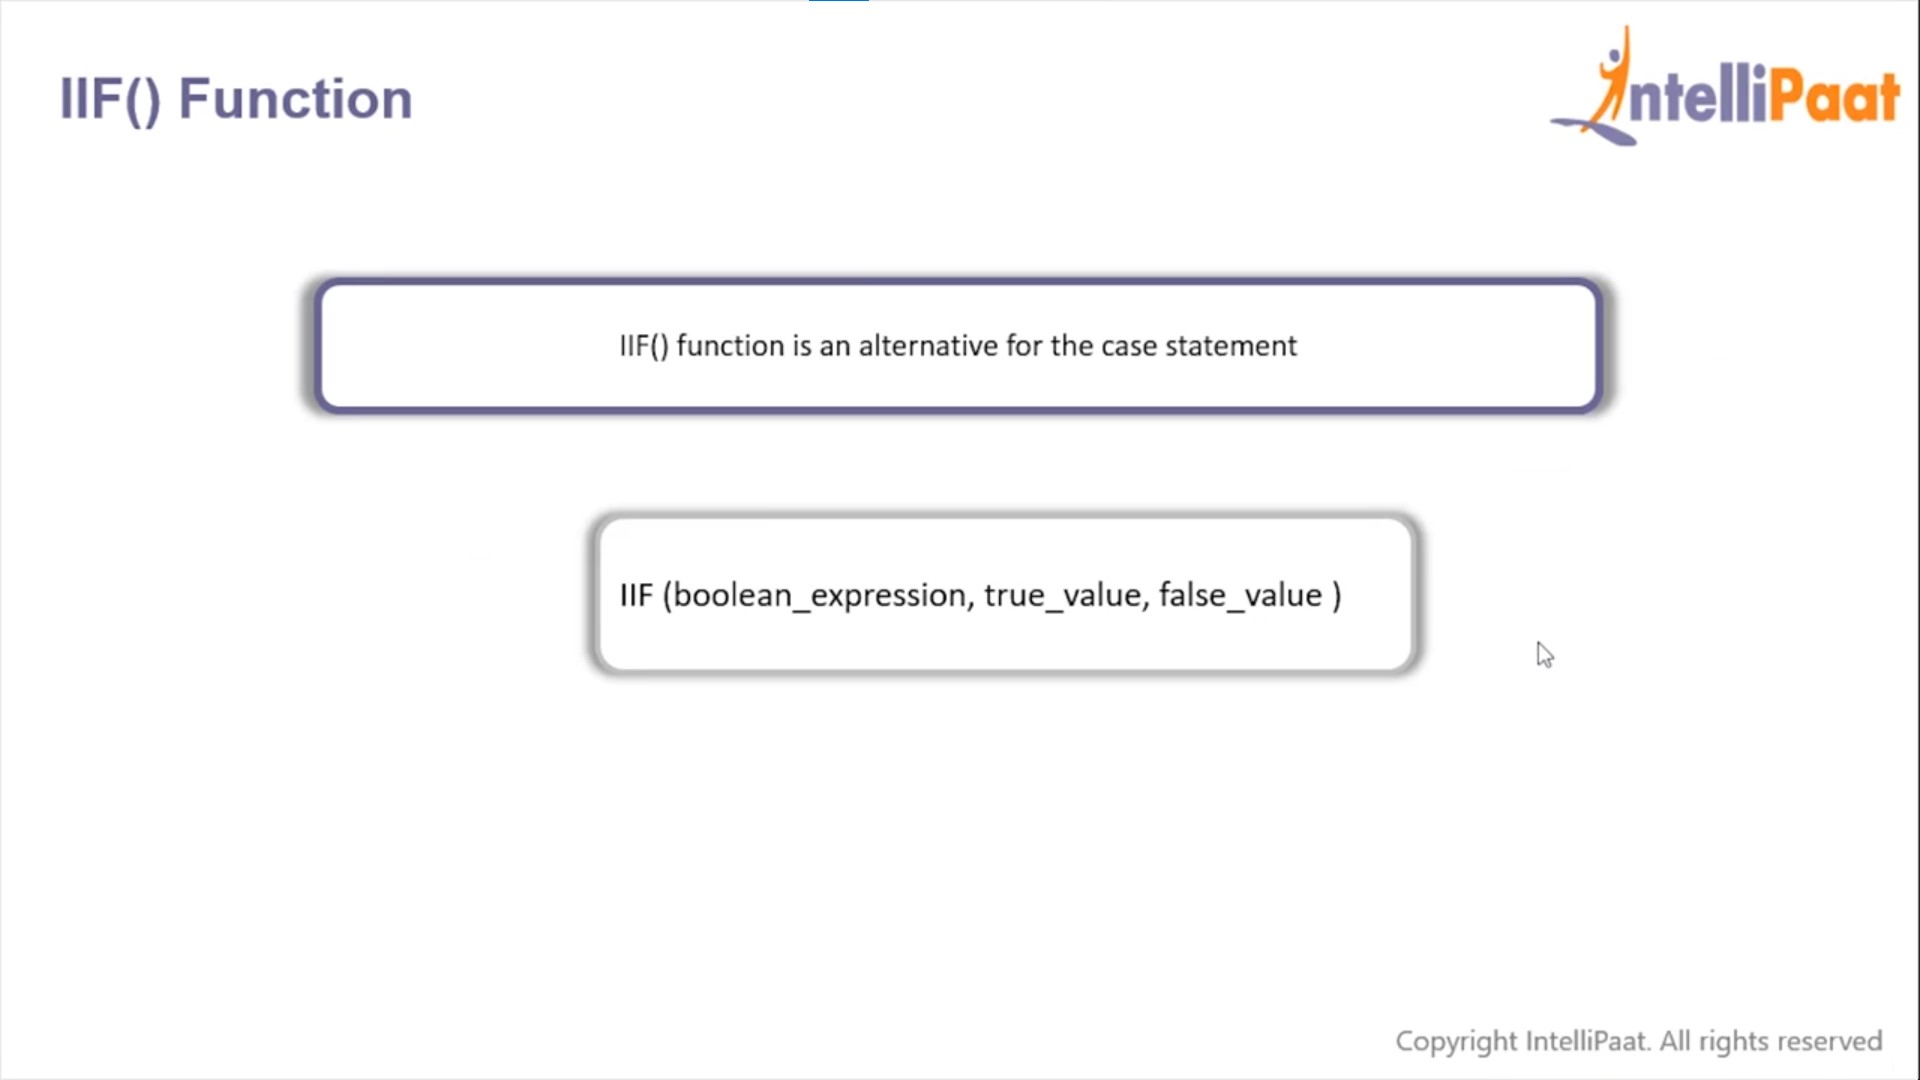 IIF() Function
IntelliPaat
IIF() function is an alternative for the case statement
IIF (boolean_expression, true_value, false_value )
Copyright IntelliPaat. All rights reserved